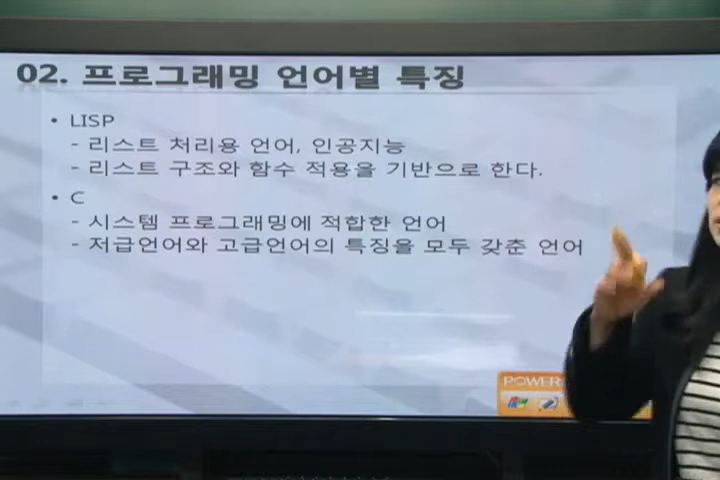 02. 프로그래밍 언어별 특징
• LISP
- 리스트 처리용 언어, 인공지능
- 리스트 구조와 함수 적용을 기반으로 한다.
• C
- 시스템 프로그래밍에 적합한 언어
- 저급언어와 고급언어의 특징을 모두 갖춘 언어
POWER